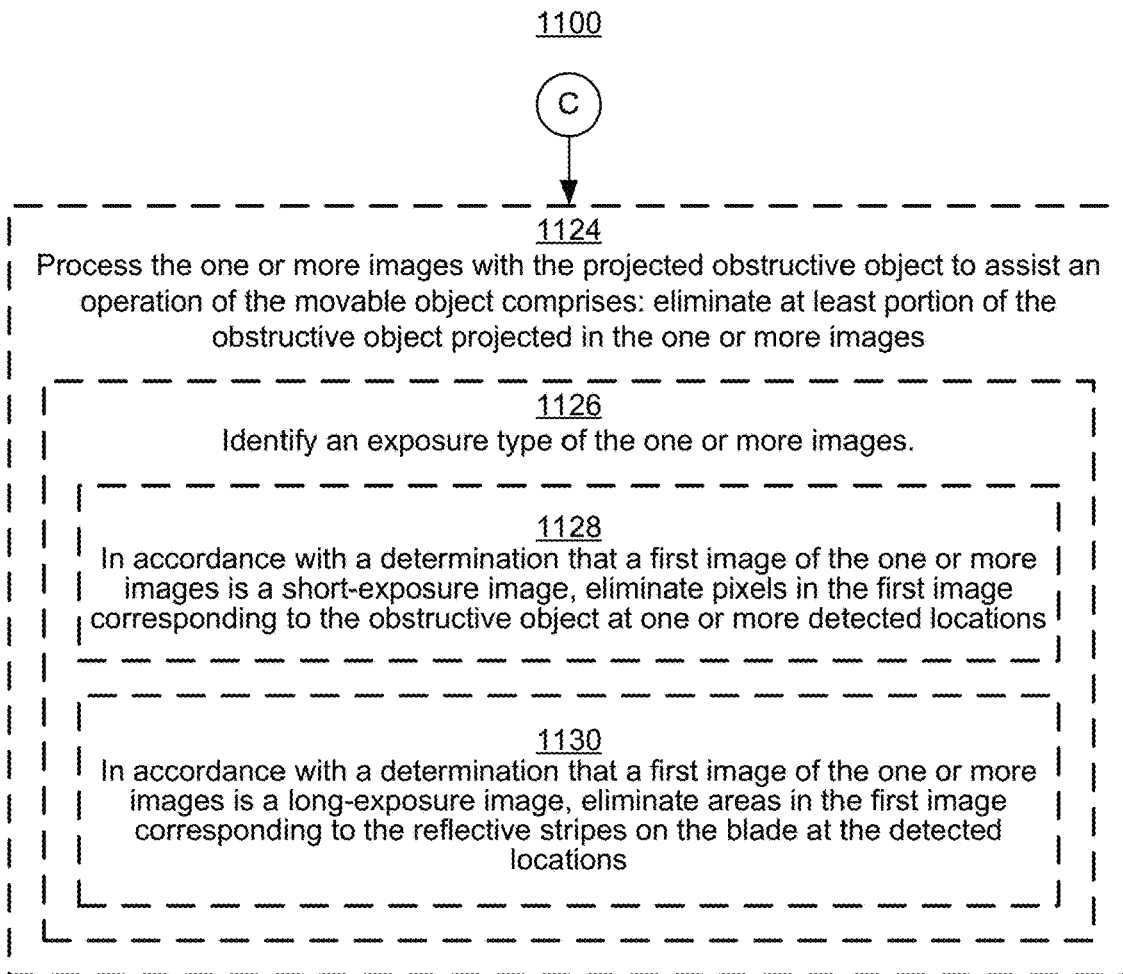 1100
C
1124
Process the one or more images with the projected obstructive object to assist an
operation of the movable object comprises: eliminate at least portion of the
obstructive object projected in the one or more images
1126
Identify an exposure type of the one or more images.
1128
In accordance with a determination that a first image of the one or more
images is a short-exposure image, eliminate pixels in the first image
corresponding to the obstructive object at one or more detected locations
1130
In accordance with a determination that a first image of the one or more
images is a long-exposure image, eliminate areas in the first image
corresponding to the reflective stripes on the blade at the detected
locations